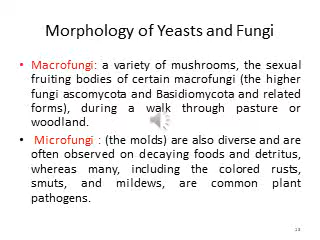 Morphology of Yeasts and Fungi
• Macrofungi: a variety of mushrooms, the sexual
fruiting bodies of certain macrofungi (the higher
fungi ascomycota and Basidiomycota and related
forms), during a walk through pasture or
woodland.
• Microfungi : (the molds) are also diverse and are
often observed on decaying foods and detritus,
whereas many, including the colored rusts,
smuts, and mildews, are common plant
pathogens.